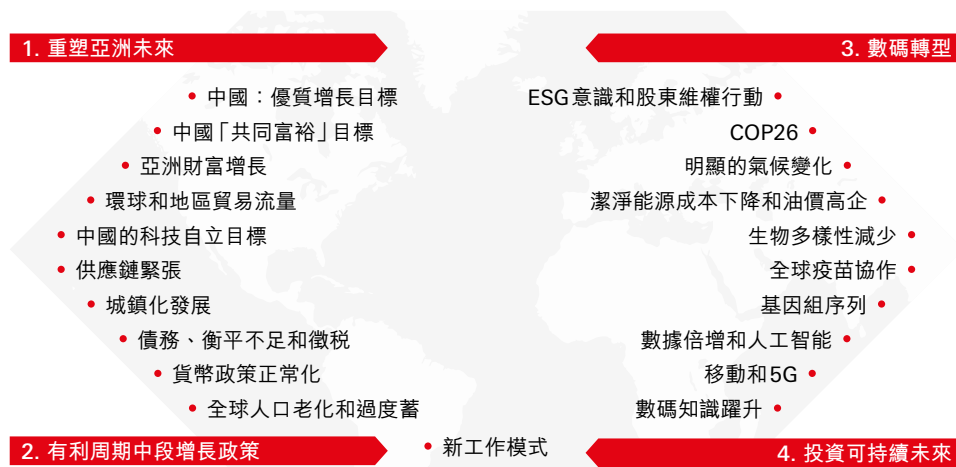 1. 重塑亞洲未來
• 中國：優質增長目標
• 中國「共同富裕」目標
• 亞洲財富增長
• 環球和地區貿易流量
• 中國的科技自立目標
• 供應鏈緊張
• 城鎮化發展
• 債務、衡平不足和徵稅
• 貨幣政策正常化
• 全球人口老化和過度蓄
2. 有利周期中段增長政策
• 新工作模式
3. 數碼轉型
ESG意識和股東維權行動 •
COP26 •
明顯的氣候變化 •
潔淨能源成本下降和油價高企 •
生物多樣性減少 •
全球疫苗協作 •
基因組序列 •
數據倍增和人工智能 •
移動和5G •
數碼知識躍升 •
4. 投資可持續未來